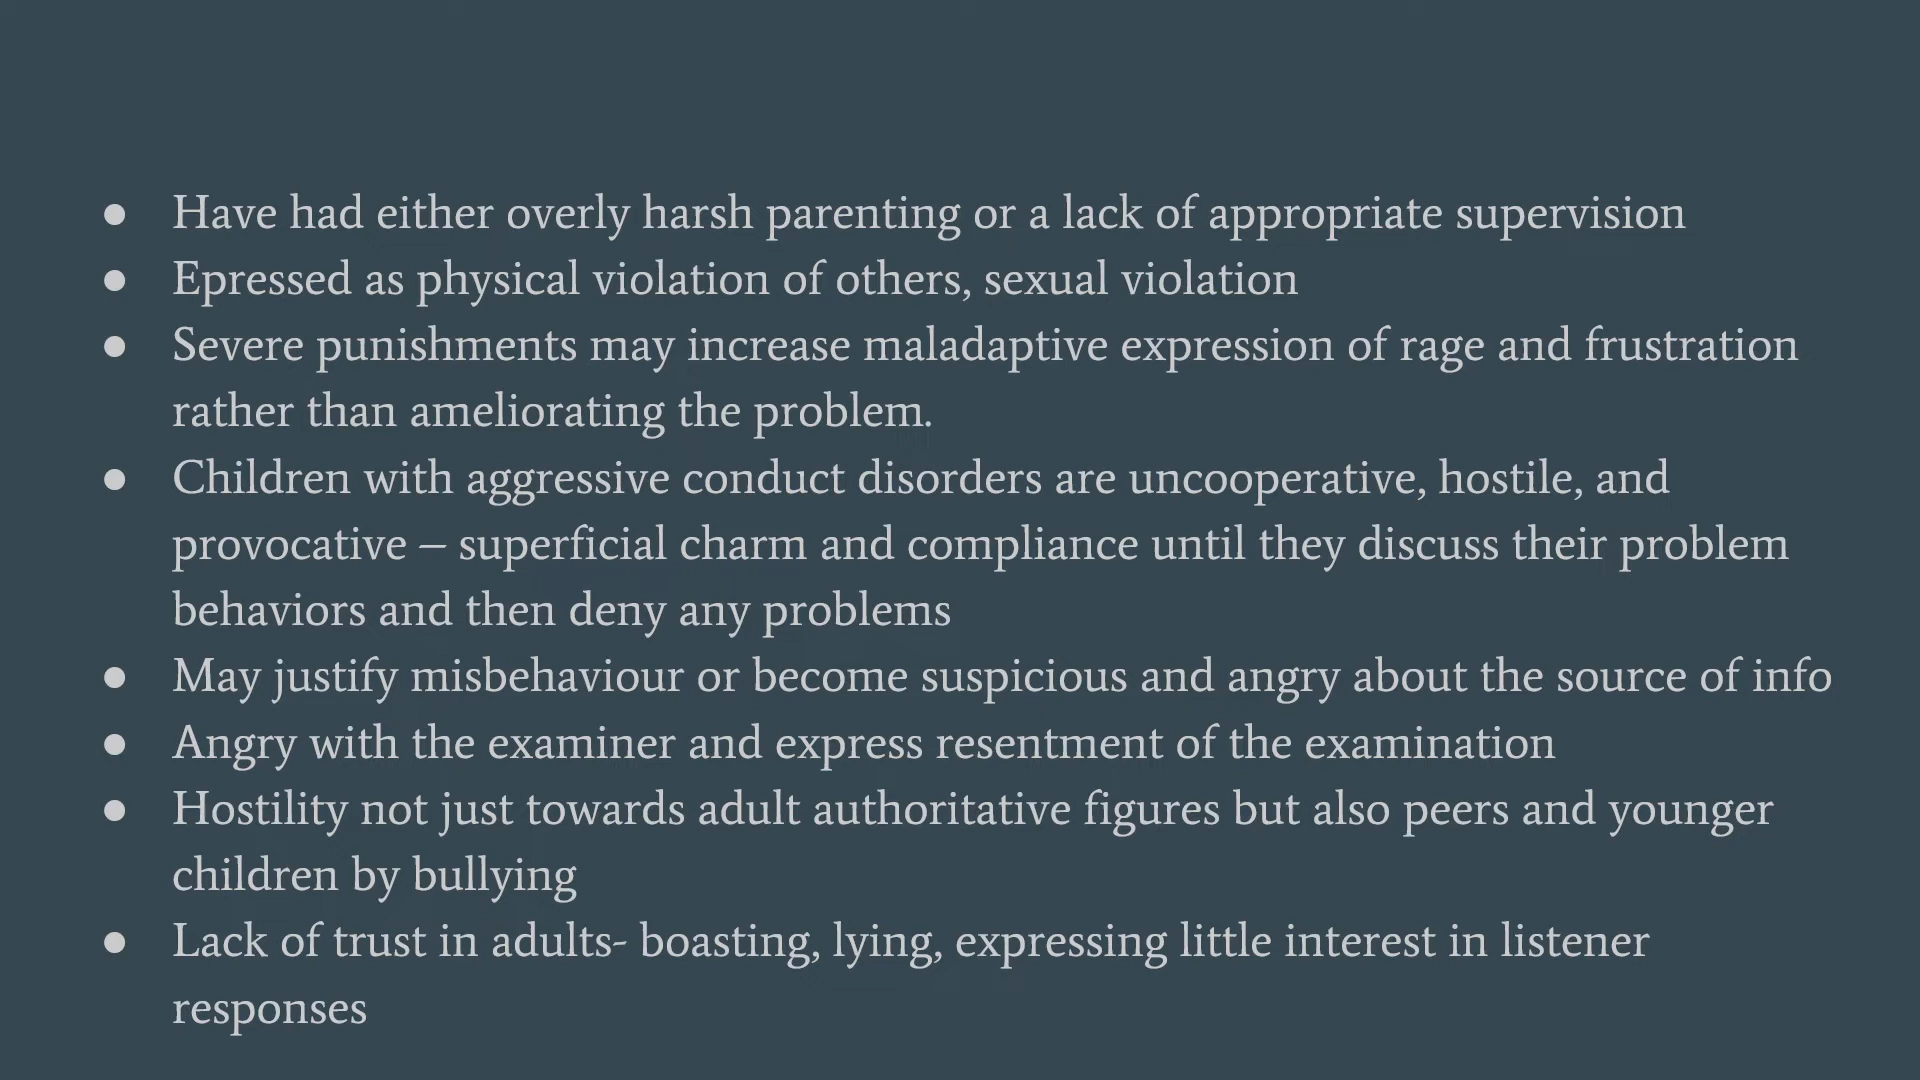 ● Have had either overly harsh parenting or a lack of appropriate supervision
● Epressed as physical violation of others, sexual violation
● Severe punishments may increase maladaptive expression of rage and frustration
rather than ameliorating the problem.
● Children with aggressive conduct disorders are uncooperative, hostile, and
provocative – superficial charm and compliance until they discuss their problem
behaviors and then deny any problems
● May justify misbehaviour or become suspicious and angry about the source of info
● Angry with the examiner and express resentment of the examination
● Hostility not just towards adult authoritative figures but also peers and younger
children by bullying
● Lack of trust in adults- boasting, lying, expressing little interest in listener
responses